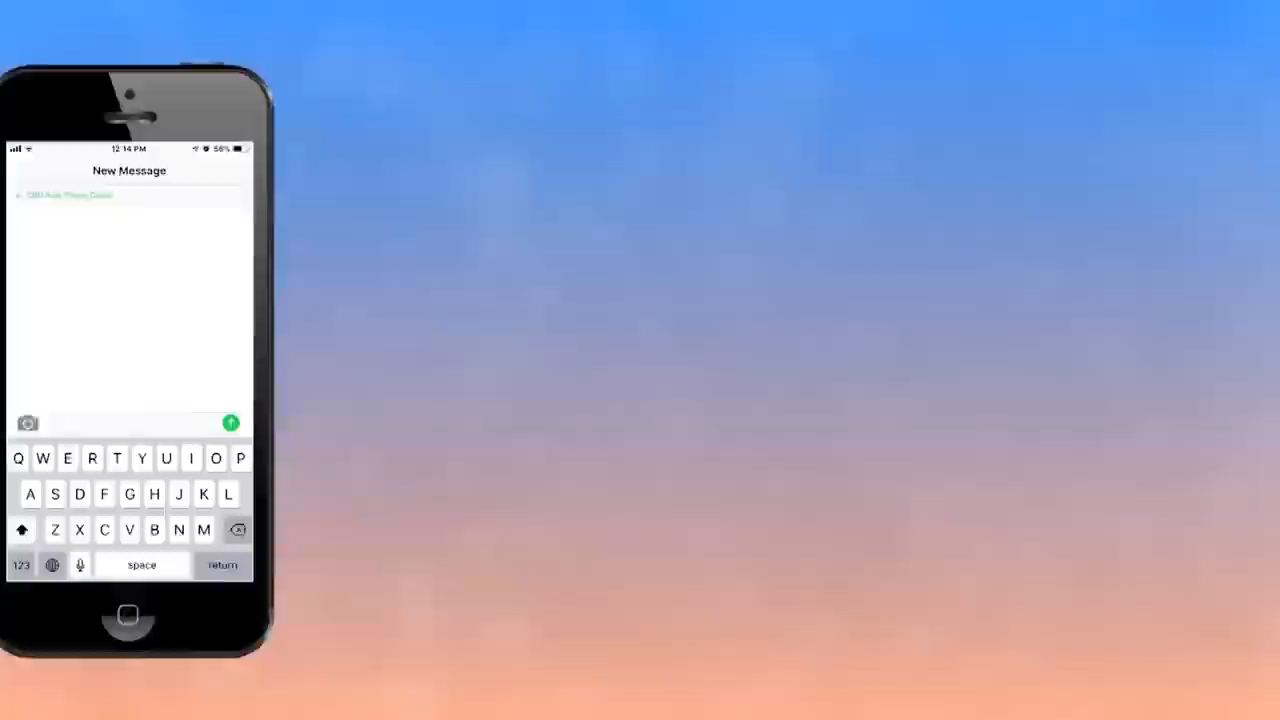 12:14 PM
56%
New Message
Q W E R T Y U I O P
A S D F G H J K L
Z X C V B N M
123 space return